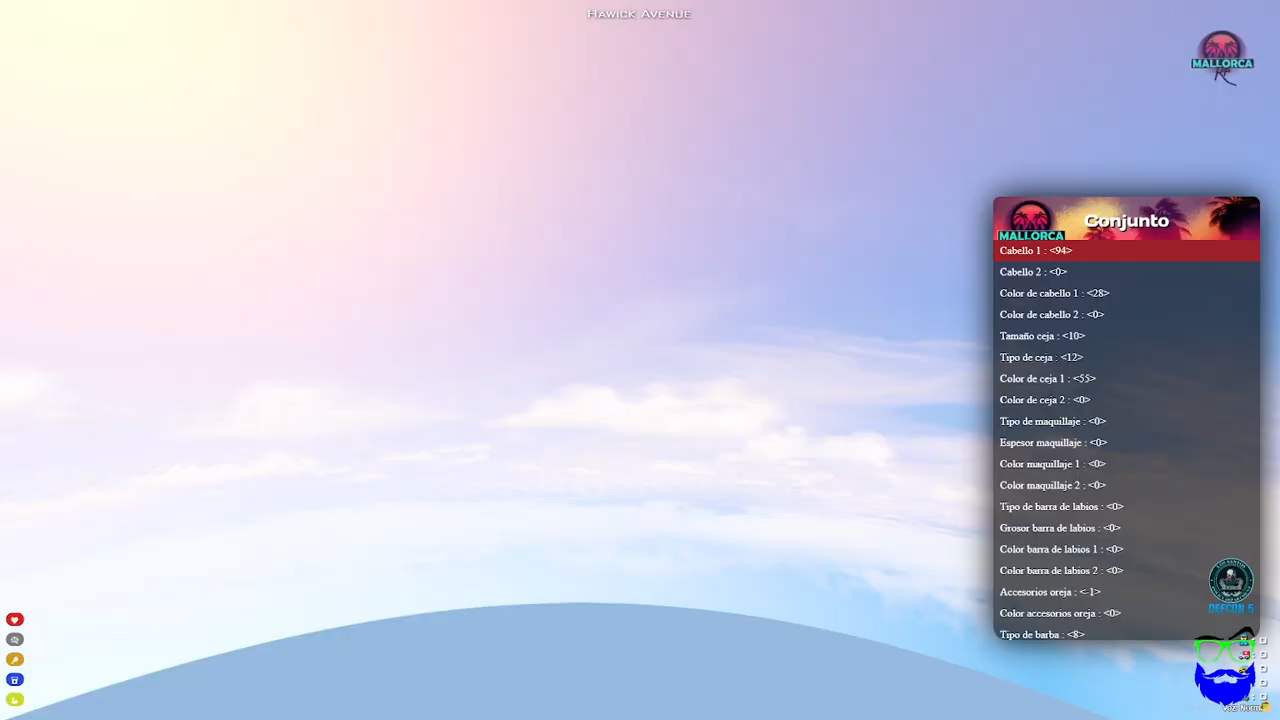 Hawick Avenue
MALLORCA
RP
Conjunto
MALLORCA
Cabello 1 : <94>
Cabello 2 : <0>
Color de cabello 1 : <28>
Color de cabello 2 : <0>
Tamaño ceja : <10>
Tipo de ceja : <12>
Color de ceja 1 : <55>
Color de ceja 2 : <0>
Tipo de maquillaje : <0>
Espesor maquillaje : <0>
Color maquillaje 1 : <0>
Color maquillaje 2 : <0>
Tipo de barra de labios : <0>
Grosor barra de labios : <0>
Color barra de labios 1 : <0>
Color barra de labios 2 : <0>
Accesorios oreja : <-1>
Color accesorios oreja : <0>
Tipo de barba : <8>
DEFCON 5